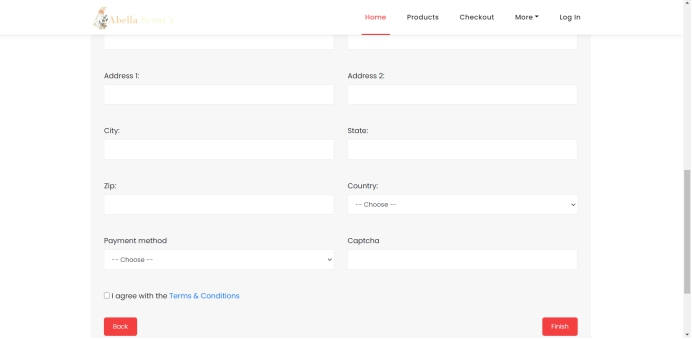 Abella Scent's
Home Products Checkout More Log In
Address 1: Address 2:
City: State:
Zip: Country:
-- Choose --
Payment method Captcha
-- Choose --
I agree with the Terms & Conditions
Back Finish